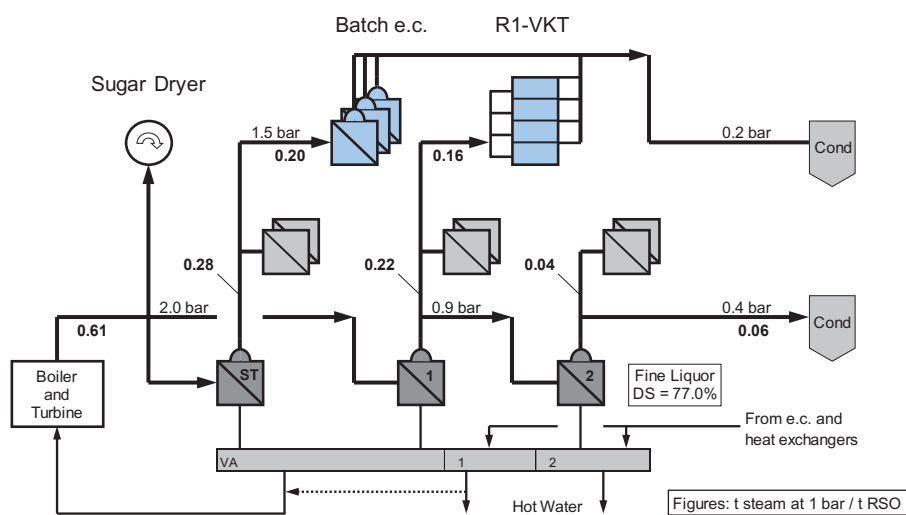 Batch e.c.
R1-VKT
Sugar Dryer
1.5 bar
0.20
0.16
0.2 bar
Cond
0.28
0.22
0.04
0.61
2.0 bar
0.9 bar
0.4 bar
0.06
Cond
Boiler
and
Turbine
ST
1
2
Fine Liquor
DS = 77.0%
From e.c. and
heat exchangers
VA
1
2
Hot Water
Figures: t steam at 1 bar / t RSO